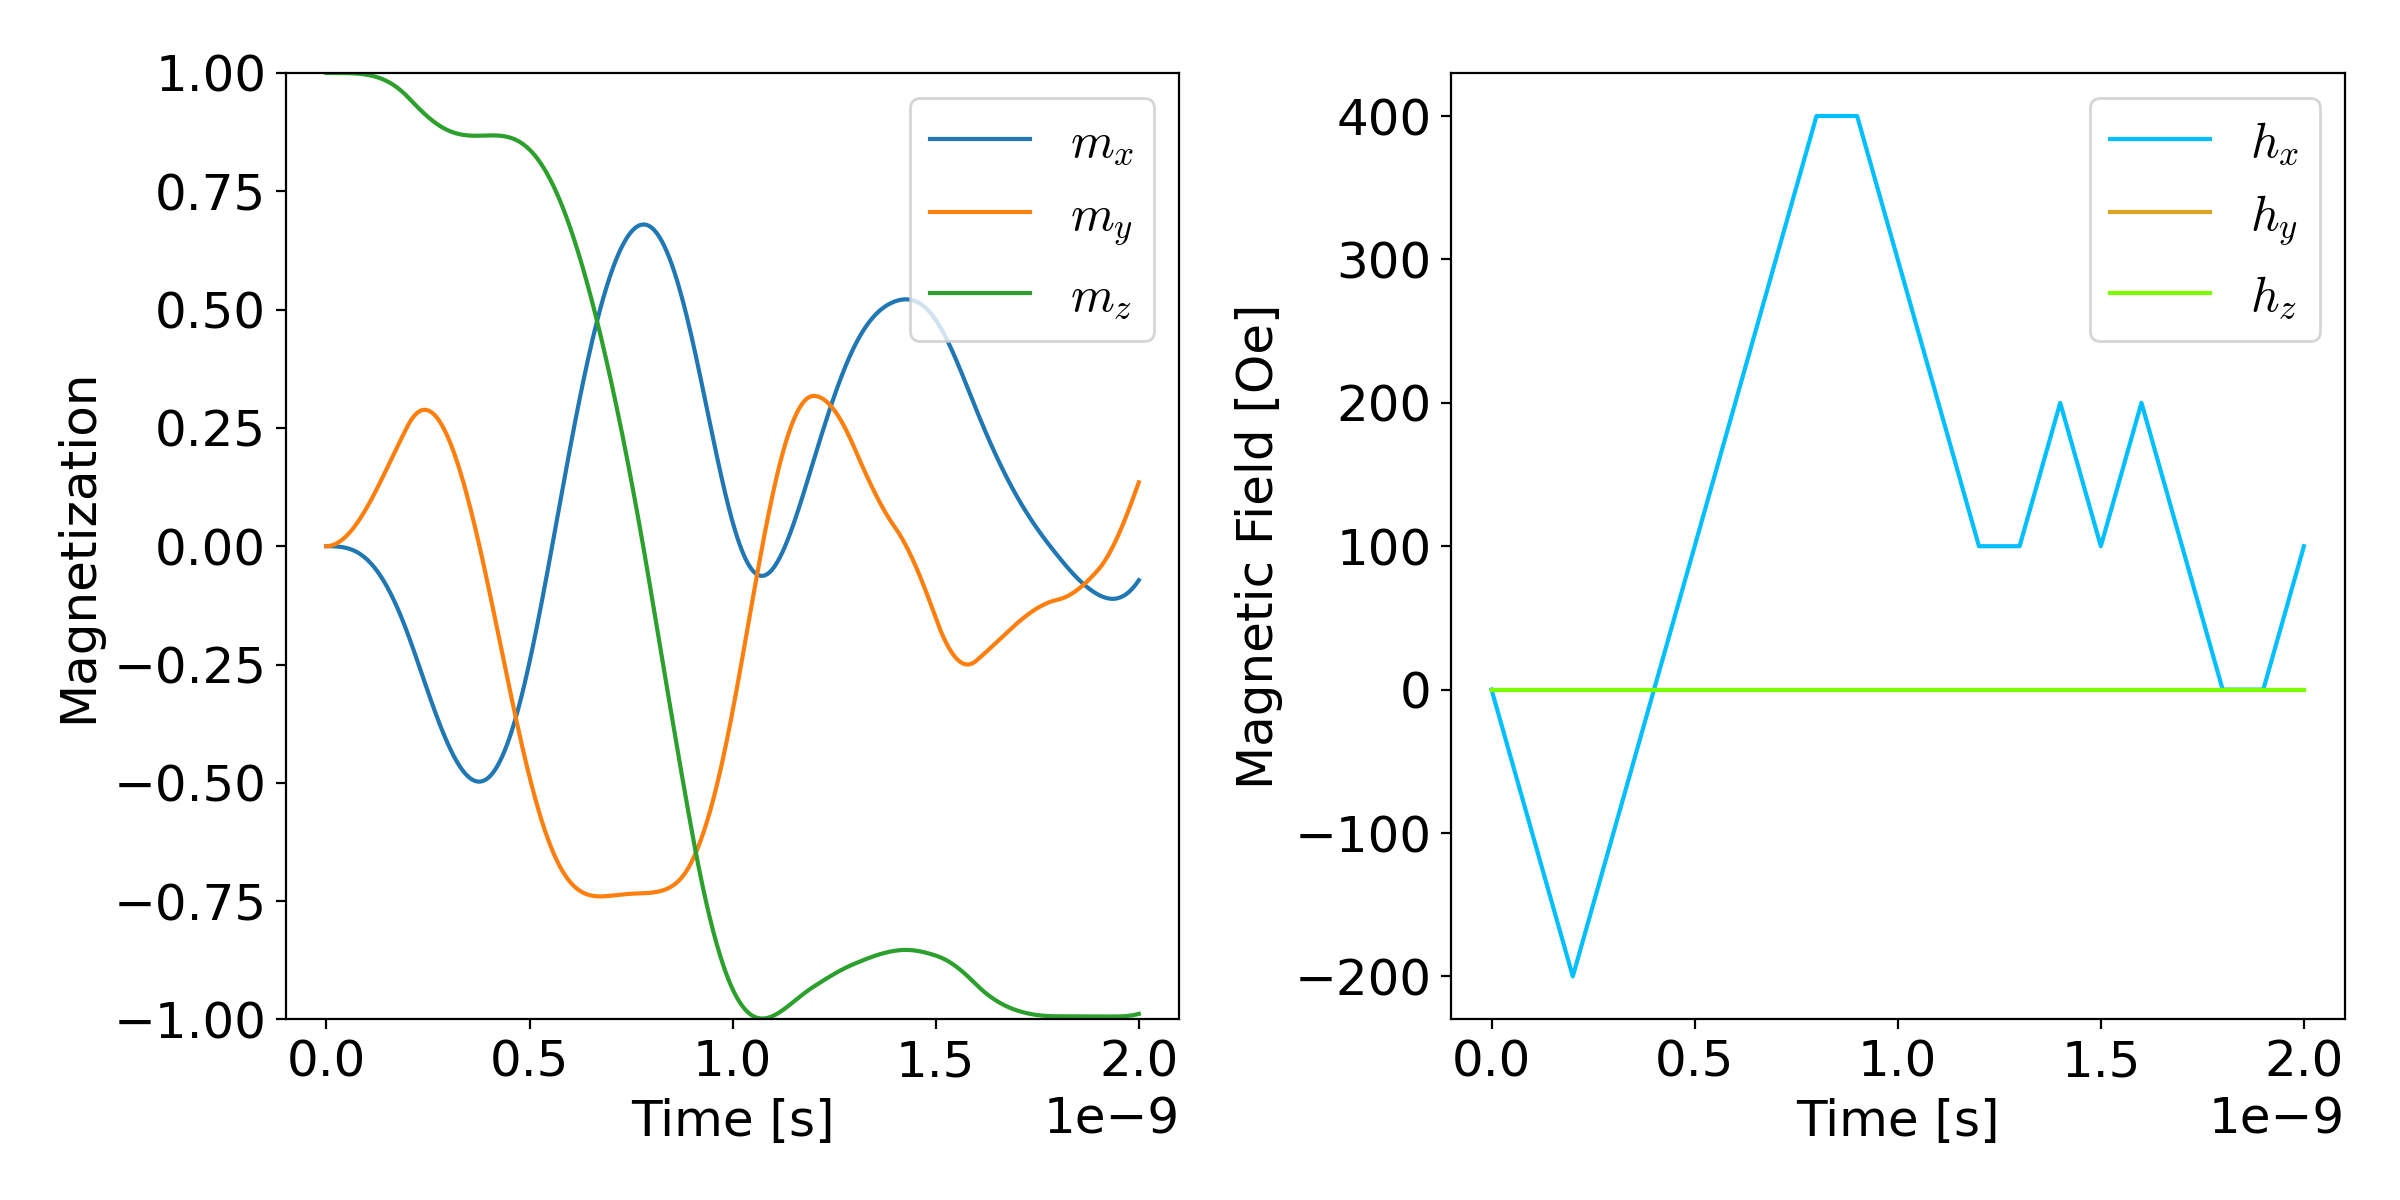 1.00
0.75
0.50
0.25
0.00
−0.25
−0.50
−0.75
−1.00
Magnetization
0.0 0.5 1.0 1.5 2.0
Time [s]
1e−9
m_x
m_y
m_z
400
300
200
100
0
−100
−200
Magnetic Field [Oe]
0.0 0.5 1.0 1.5 2.0
Time [s]
1e−9
h_x
h_y
h_z